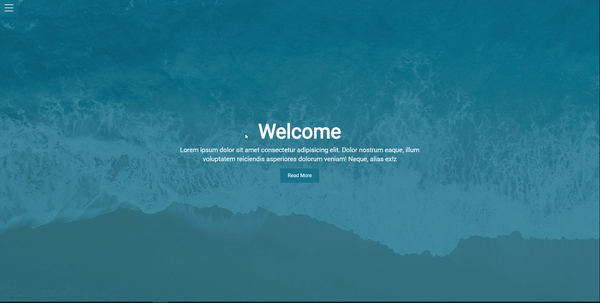 Welcome
Lorem ipsum dolor sit amet consectetur adipisicing elit. Dolor nostrum eaque, illum
voluptatem reiciendis asperiores dolorum veniam! Neque, alias ex!z
Read More